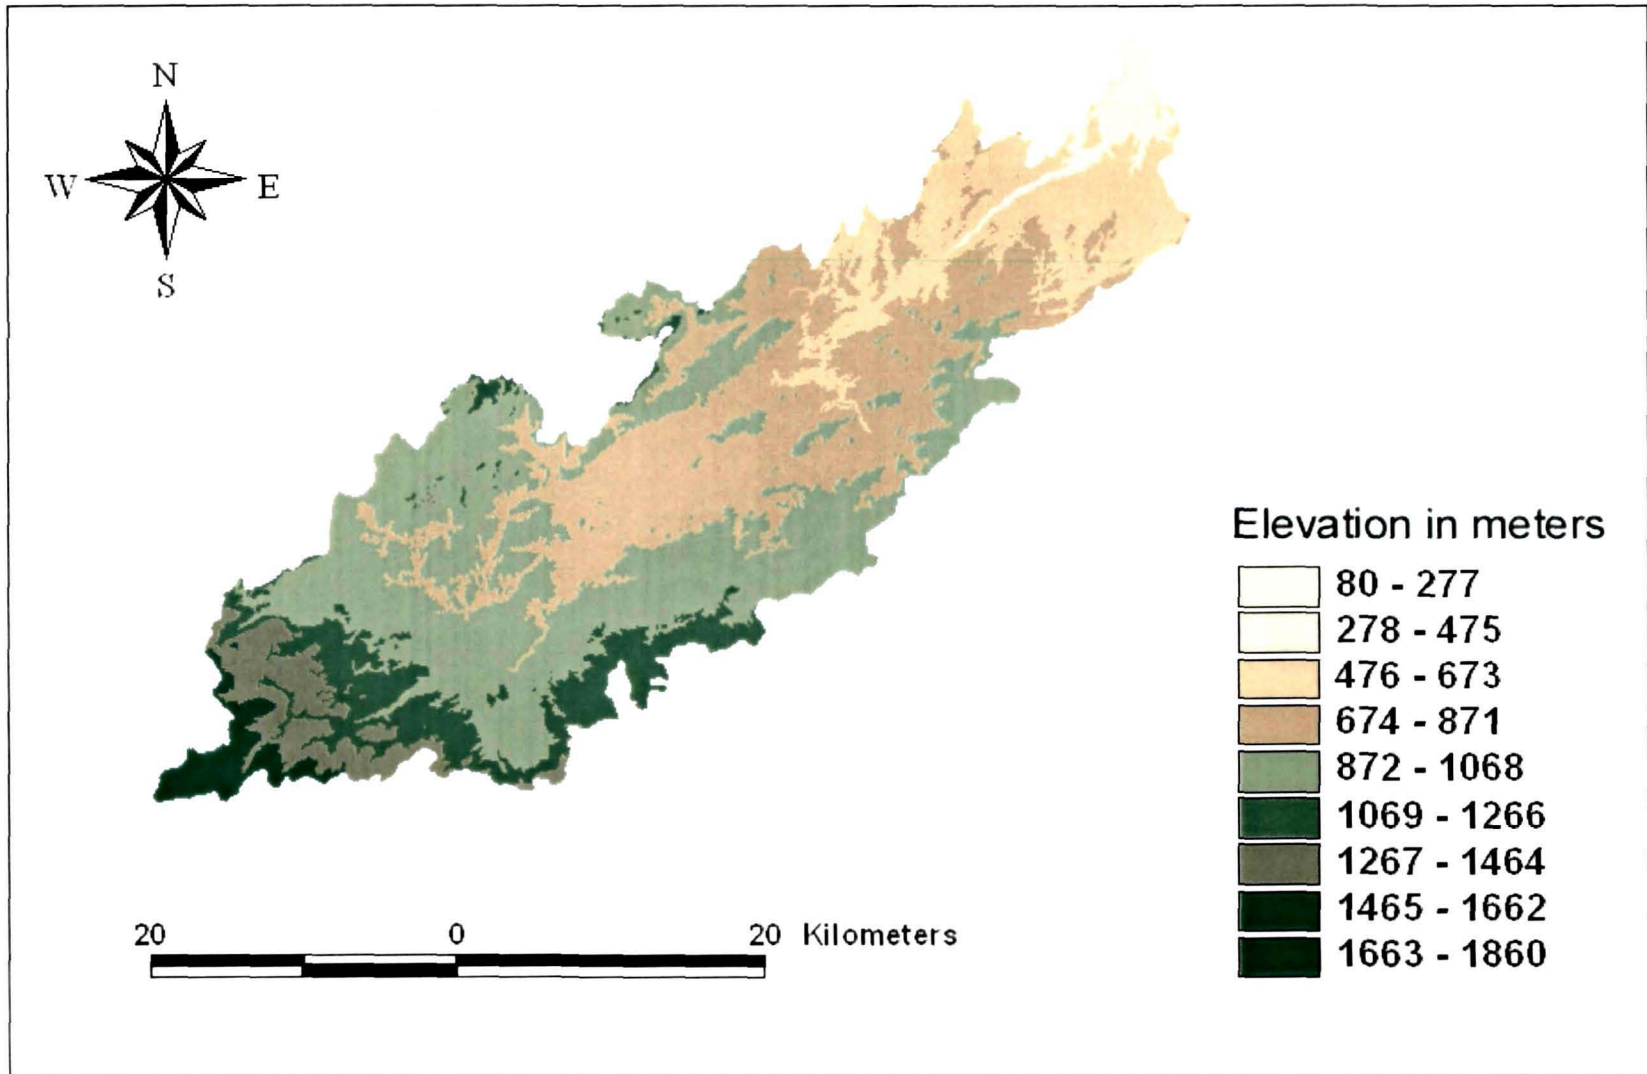 N
W E
S
Elevation in meters
80 - 277
278 - 475
476 - 673
674 - 871
872 - 1068
1069 - 1266
1267 - 1464
1465 - 1662
1663 - 1860
20 0 20 Kilometers